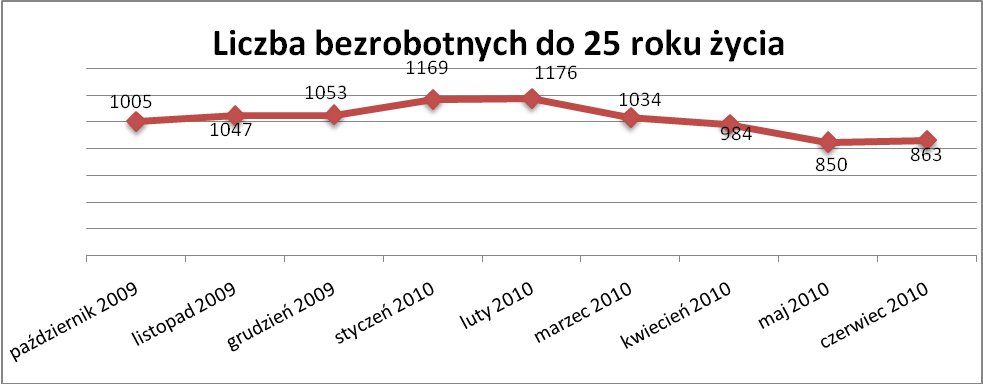 Liczba bezrobotnych do 25 roku życia
1005
1047
1053
1169
1176
1034
984
850
863
październik 2009
listopad 2009
grudzień 2009
styczeń 2010
luty 2010
marzec 2010
kwiecień 2010
maj 2010
czerwiec 2010